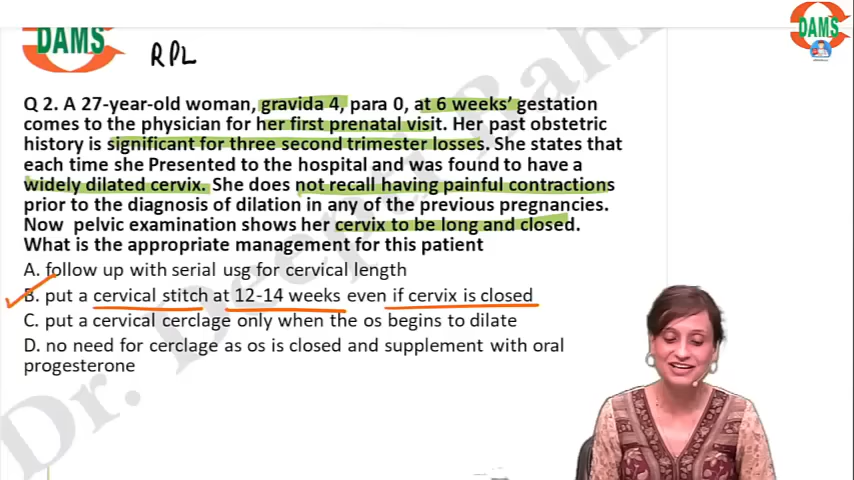 DAMS
RPL
DAMS
Q 2. A 27-year-old woman, gravida 4, para 0, at 6 weeks' gestation
comes to the physician for her first prenatal visit. Her past obstetric
history is significant for three second trimester losses. She states that
each time she Presented to the hospital and was found to have a
widely dilated cervix. She does not recall having painful contractions
prior to the diagnosis of dilation in any of the previous pregnancies.
Now pelvic examination shows her cervix to be long and closed.
What is the appropriate management for this patient
A. follow up with serial usg for cervical length
B. put a cervical stitch at 12-14 weeks even if cervix is closed
C. put a cervical cerclage only when the os begins to dilate
D. no need for cerclage as os is closed and supplement with oral
progesterone
Dr. Deepti Bahl